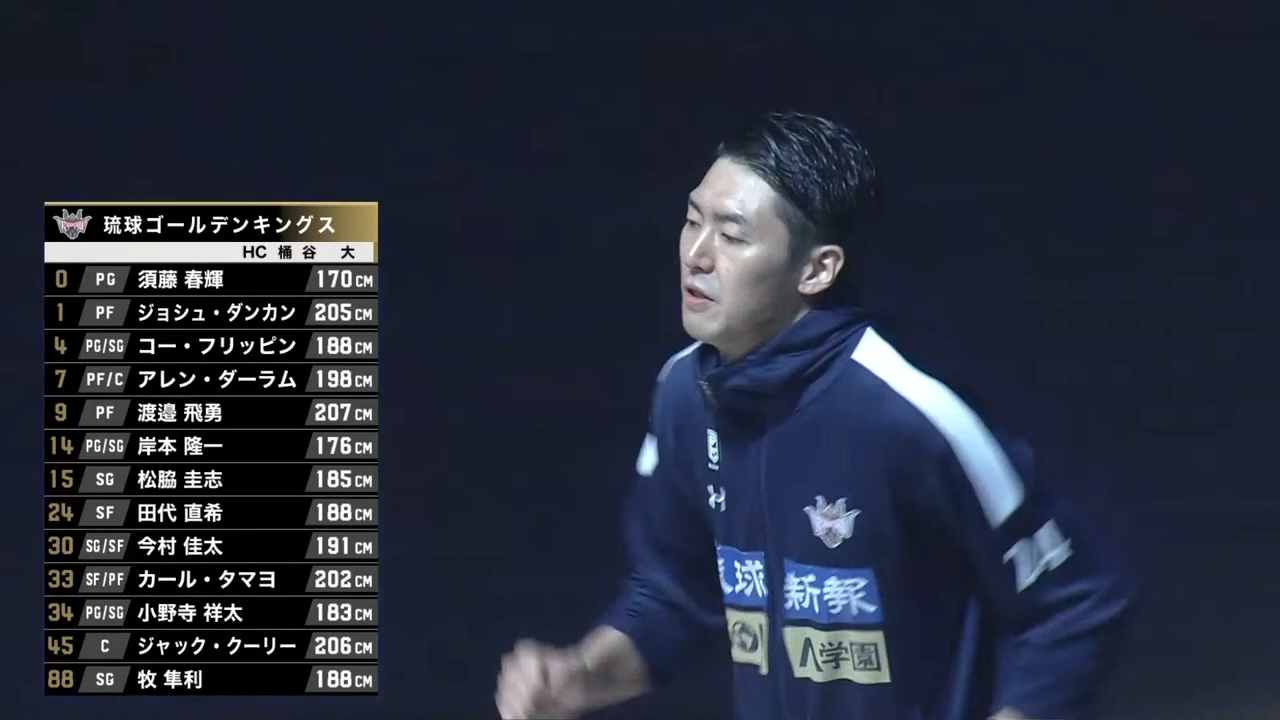 琉球ゴールデンキングス
HC 桶谷 大
0 PG 須藤 春輝 170CM
1 PF ジョシュ・ダンカン 205CM
4 PG/SG コー・フリッピン 188CM
7 PF/C アレン・ダーラム 198CM
9 PF 渡邉 飛勇 207CM
14 PG/SG 岸本 隆一 176CM
15 SG 松脇 圭志 185CM
24 SF 田代 直希 188CM
30 SG/SF 今村 佳太 191CM
33 SF/PF カール・タマヨ 202CM
34 PG/SG 小野寺 祥太 183CM
45 C ジャック・クーリー 206CM
88 SG 牧 隼利 188CM
球 新報
学園